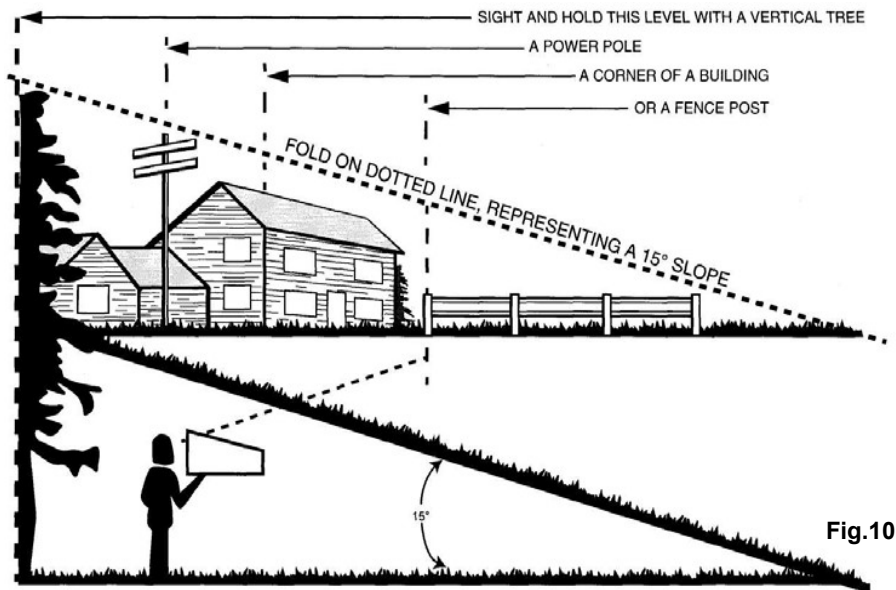 SIGHT AND HOLD THIS LEVEL WITH A VERTICAL TREE
A POWER POLE
A CORNER OF A BUILDING
OR A FENCE POST
FOLD ON DOTTED LINE, REPRESENTING A 15° SLOPE
15°
Fig.10